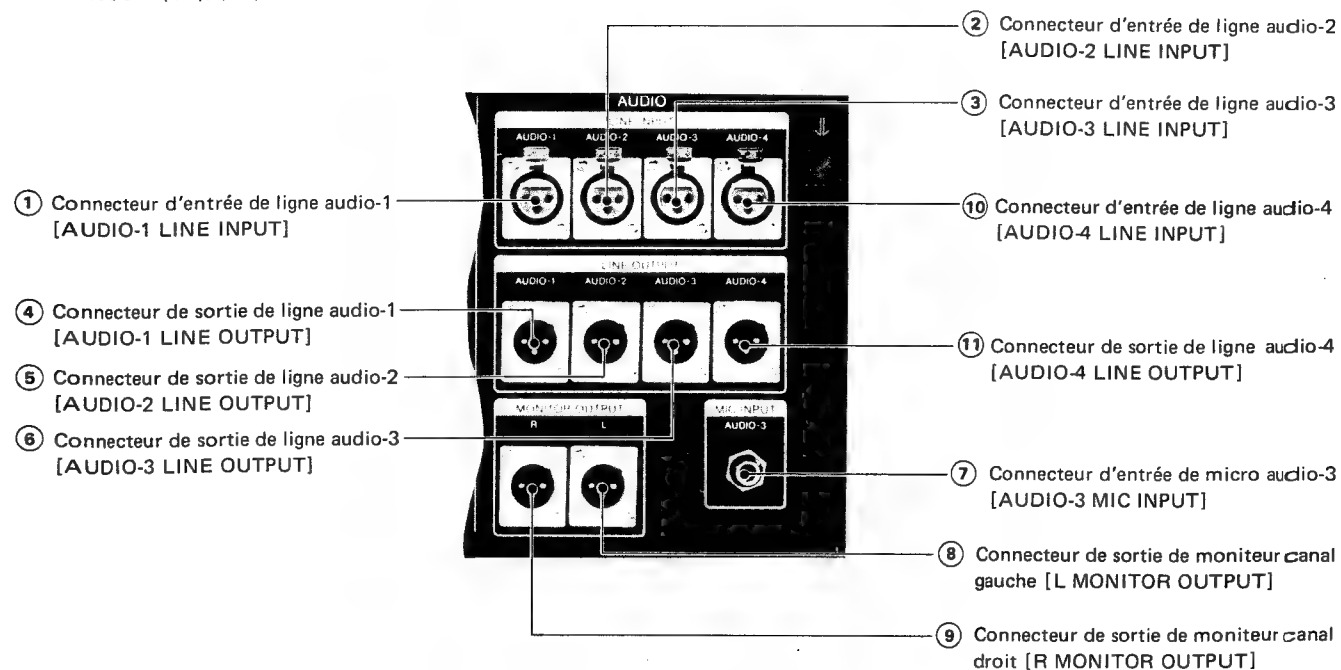 ② Connecteur d'entrée de ligne audio-2
[AUDIO-2 LINE INPUT]
③ Connecteur d'entrée de ligne audio-3
[AUDIO-3 LINE INPUT]
① Connecteur d'entrée de ligne audio-1
[AUDIO-1 LINE INPUT]
⑩ Connecteur d'entrée de ligne audio-4
[AUDIO-4 LINE INPUT]
④ Connecteur de sortie de ligne audio-1
[AUDIO-1 LINE OUTPUT]
⑤ Connecteur de sortie de ligne audio-2
[AUDIO-2 LINE OUTPUT]
⑥ Connecteur de sortie de ligne audio-3
[AUDIO-3 LINE OUTPUT]
⑪ Connecteur de sortie de ligne audio-4
[AUDIO-4 LINE OUTPUT]
⑦ Connecteur d'entrée de micro audio-3
[AUDIO-3 MIC INPUT]
⑧ Connecteur de sortie de moniteur canal
gauche [L MONITOR OUTPUT]
⑨ Connecteur de sortie de moniteur canal
droit [R MONITOR OUTPUT]
AUDIO
LINE INPUT
AUDIO-1 AUDIO-2 AUDIO-3 AUDIO-4
LINE OUTPUT
AUDIO-1 AUDIO-2 AUDIO-3 AUDIO-4
MONITOR OUTPUT
R L
MIC INPUT
AUDIO-3